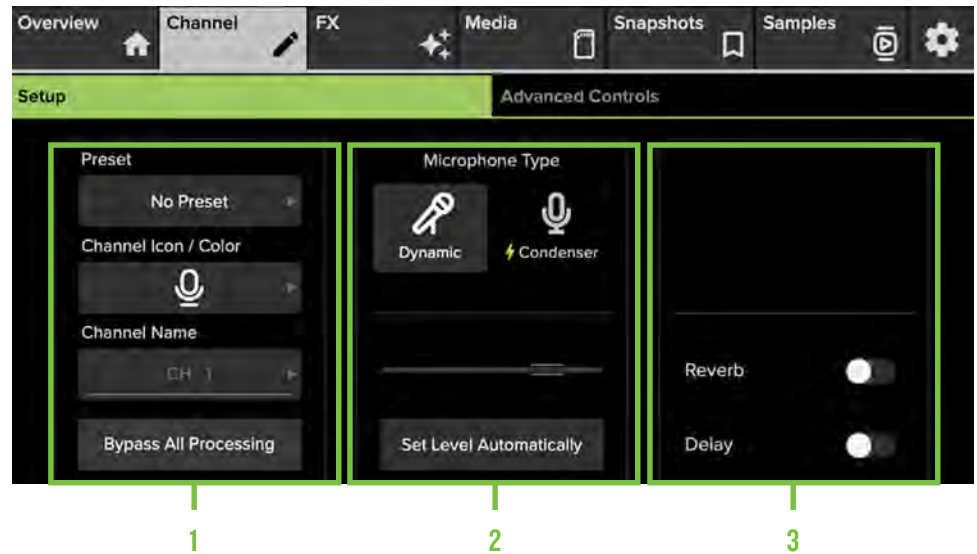 Overview Channel FX Media Snapshots Samples
Setup Advanced Controls
Preset
No Preset
Channel Icon / Color
Channel Name
CH 1
Bypass All Processing
Microphone Type
Dynamic Condenser
Set Level Automatically
Reverb
Delay
1 2 3